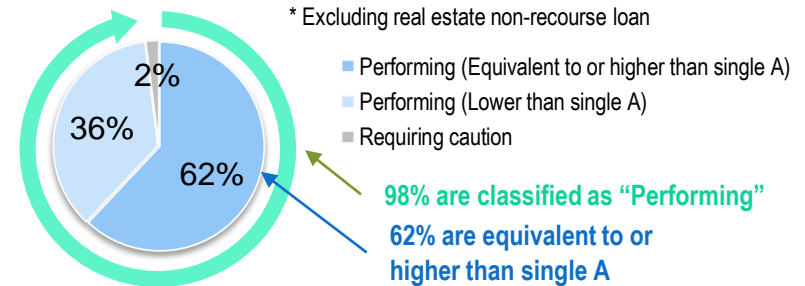 * Excluding real estate non-recourse loan
Performing (Equivalent to or higher than single A)
Performing (Lower than single A)
Requiring caution
2%
36%
62%
98% are classified as “Performing”
62% are equivalent to or
higher than single A